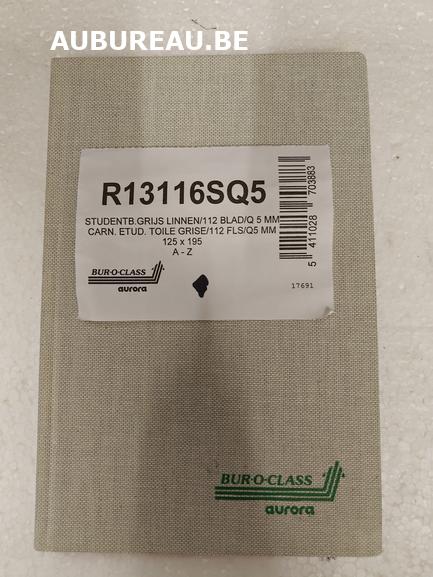 AUBUREAU.BE
R13116SQ5
STUDENTB.GRIJS LINNEN/112 BLAD/Q 5 MM
CARN. ETUD. TOILE GRISE/112 FLS/Q5 MM
125 x 195
A - Z
BUR·O·CLASS
aurora
17691
5 411028 703883
BUR·O·CLASS
aurora